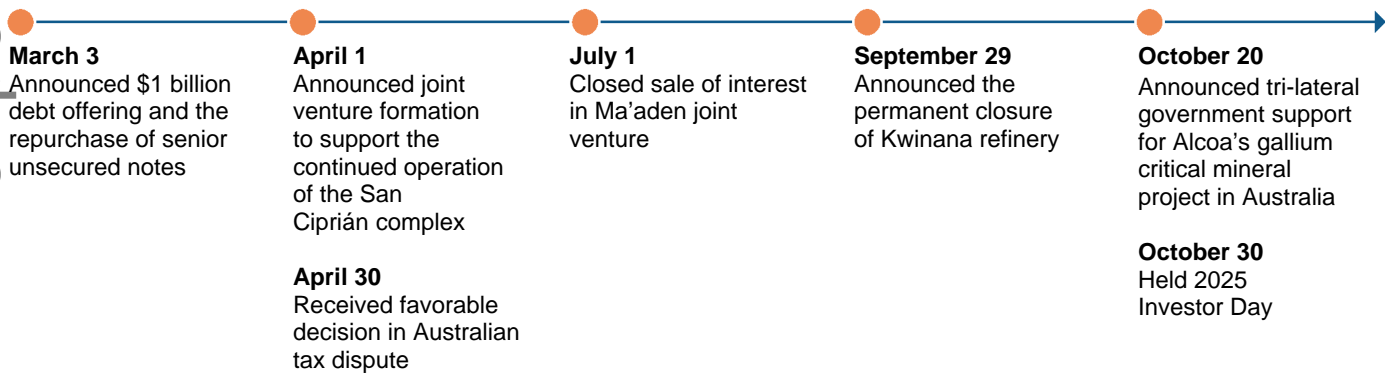 March 3
Announced $1 billion
debt offering and the
repurchase of senior
unsecured notes
April 1
Announced joint
venture formation
to support the
continued operation
of the San
Ciprián complex
April 30
Received favorable
decision in Australian
tax dispute
July 1
Closed sale of interest
in Ma’aden joint
venture
September 29
Announced the
permanent closure
of Kwinana refinery
October 20
Announced tri-lateral
government support
for Alcoa’s gallium
critical mineral
project in Australia
October 30
Held 2025
Investor Day